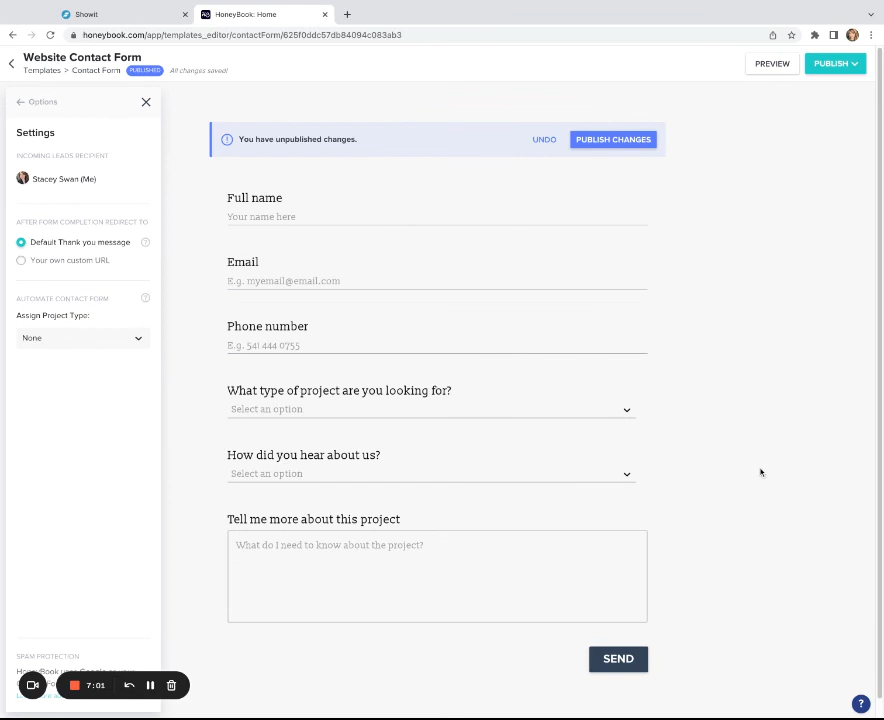 Showit
HoneyBook: Home
honeybook.com/app/templates_editor/contactForm/625f0ddc57db84094c083ab3
Website Contact Form
Templates > Contact Form PUBLISHED All changes saved!
PREVIEW
PUBLISH
Options
Settings
INCOMING LEADS RECIPIENT
Stacey Swan (Me)
AFTER FORM COMPLETION REDIRECT TO
Default Thank you message
Your own custom URL
AUTOMATE CONTACT FORM
Assign Project Type:
None
SPAM PROTECTION
7:01
You have unpublished changes.
UNDO
PUBLISH CHANGES
Full name
Your name here
Email
E.g. myemail@email.com
Phone number
E.g. 541 444 0755
What type of project are you looking for?
Select an option
How did you hear about us?
Select an option
Tell me more about this project
What do I need to know about the project?
SEND
?